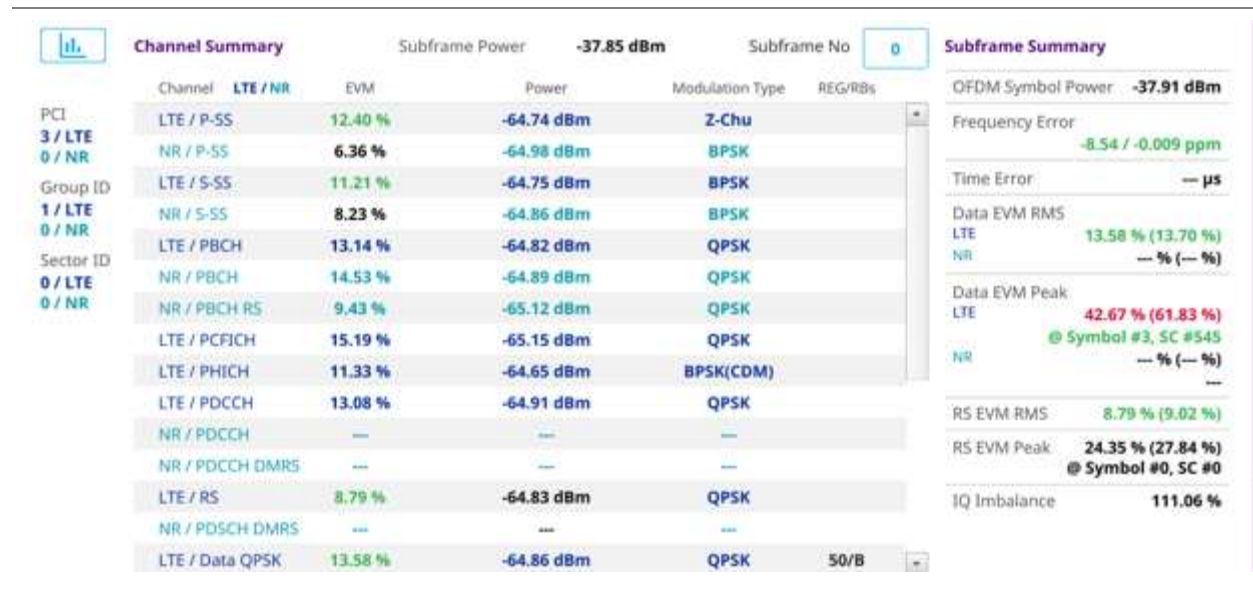 Channel Summary Subframe Power -37.85 dBm Subframe No 0 Subframe Summary
Channel LTE / NR EVM Power Modulation Type REG/RBs
PCI
3 / LTE
0 / NR
Group ID
1 / LTE
0 / NR
Sector ID
0 / LTE
0 / NR
LTE / P-SS 12.40 % -64.74 dBm Z-Chu
NR / P-SS 6.36 % -64.98 dBm BPSK
LTE / S-SS 11.21 % -64.75 dBm BPSK
NR / S-SS 8.23 % -64.86 dBm BPSK
LTE / PBCH 13.14 % -64.82 dBm QPSK
NR / PBCH 14.53 % -64.89 dBm QPSK
NR / PBCH RS 9.43 % -65.12 dBm QPSK
LTE / PCFICH 15.19 % -65.15 dBm QPSK
LTE / PHICH 11.33 % -64.65 dBm BPSK(CDM)
LTE / PDCCH 13.08 % -64.91 dBm QPSK
NR / PDCCH --- --- ---
NR / PDCCH DMRS --- --- ---
LTE / RS 8.79 % -64.83 dBm QPSK
NR / PDSCH DMRS --- --- ---
LTE / Data QPSK 13.58 % -64.86 dBm QPSK 50/B
OFDM Symbol Power -37.91 dBm
Frequency Error
-8.54 / -0.009 ppm
Time Error --- µs
Data EVM RMS
LTE 13.58 % (13.70 %)
NR --- % (--- %)
Data EVM Peak
LTE 42.67 % (61.83 %)
@ Symbol #3, SC #545
NR --- % (--- %)
---
RS EVM RMS 8.79 % (9.02 %)
RS EVM Peak 24.35 % (27.84 %)
@ Symbol #0, SC #0
IQ Imbalance 111.06 %